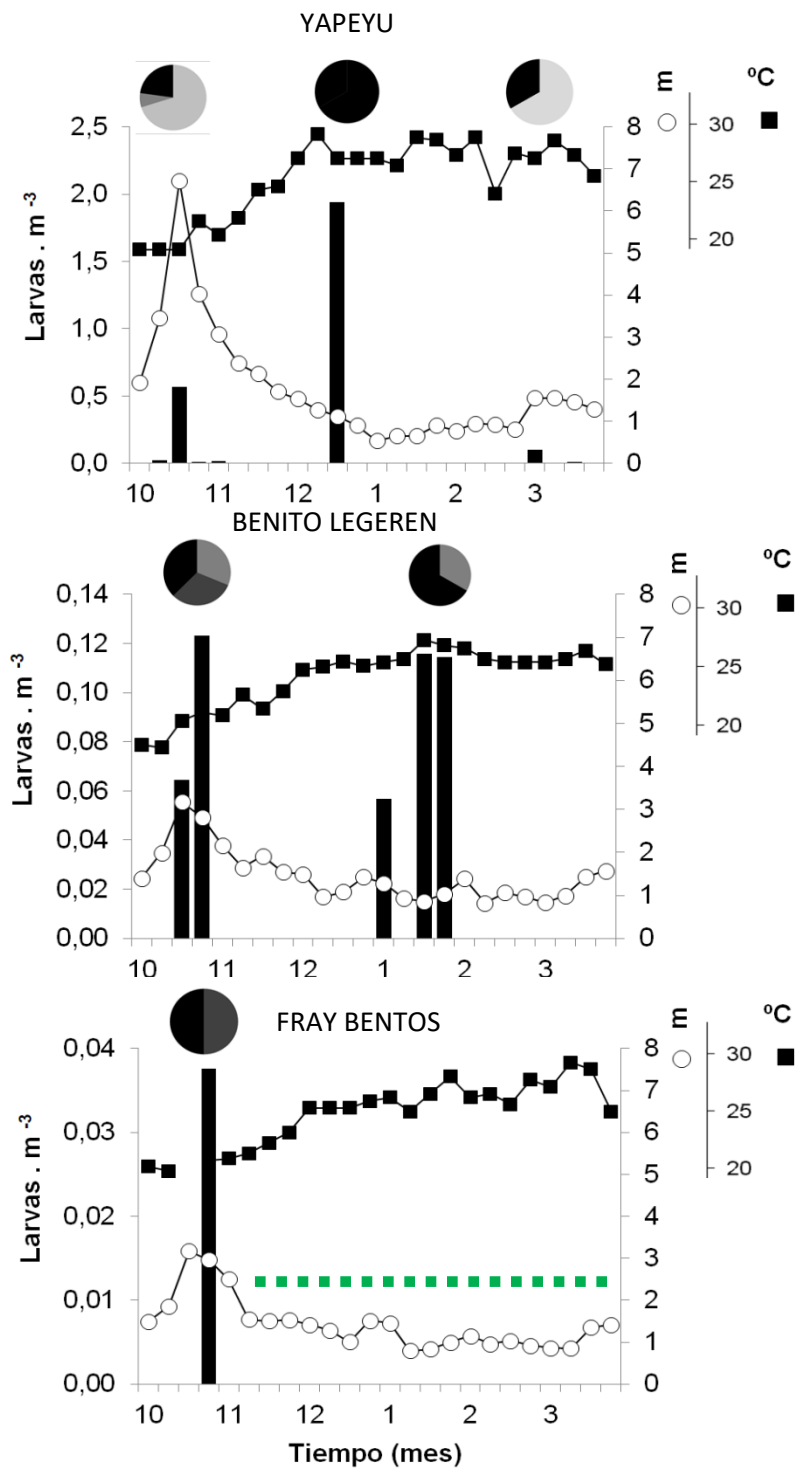 YAPEYU
m ºC
2,5 8 30
2,0 7 25
1,5 6 20
1,0 5
0,5 4
0,0 3
2
1
0
Larvas . m -3
10 11 12 1 2 3
BENITO LEGEREN
m ºC
0,14 8 30
0,12 7 25
0,10 6 20
0,08 5
0,06 4
0,04 3
0,02 2
0,00 1
0
Larvas . m -3
10 11 12 1 2 3
FRAY BENTOS
m ºC
0,04 8 30
0,03 7 25
0,02 6 20
0,01 5
0,00 4
3
2
1
0
Larvas . m -3
10 11 12 1 2 3
Tiempo (mes)